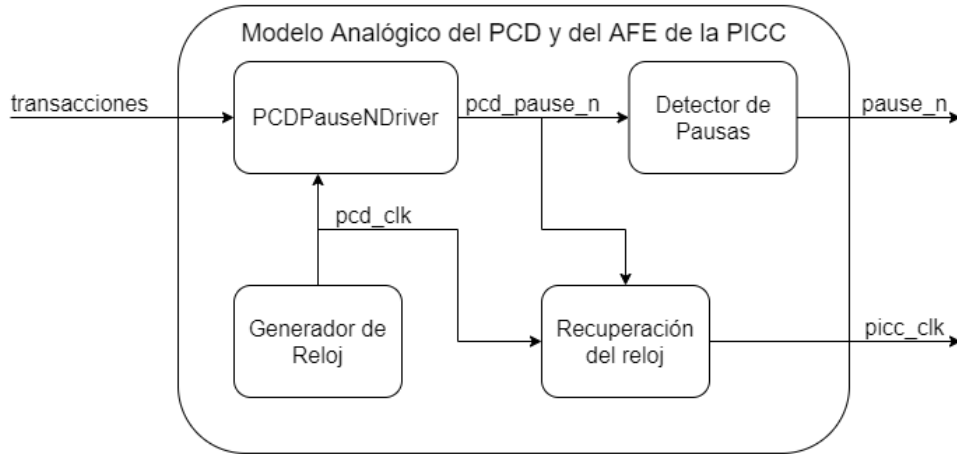 Modelo Analógico del PCD y del AFE de la PICC
transacciones
PCDPauseNDriver
pcd_pause_n
Detector de
Pausas
pause_n
pcd_clk
Generador de
Reloj
Recuperación
del reloj
picc_clk